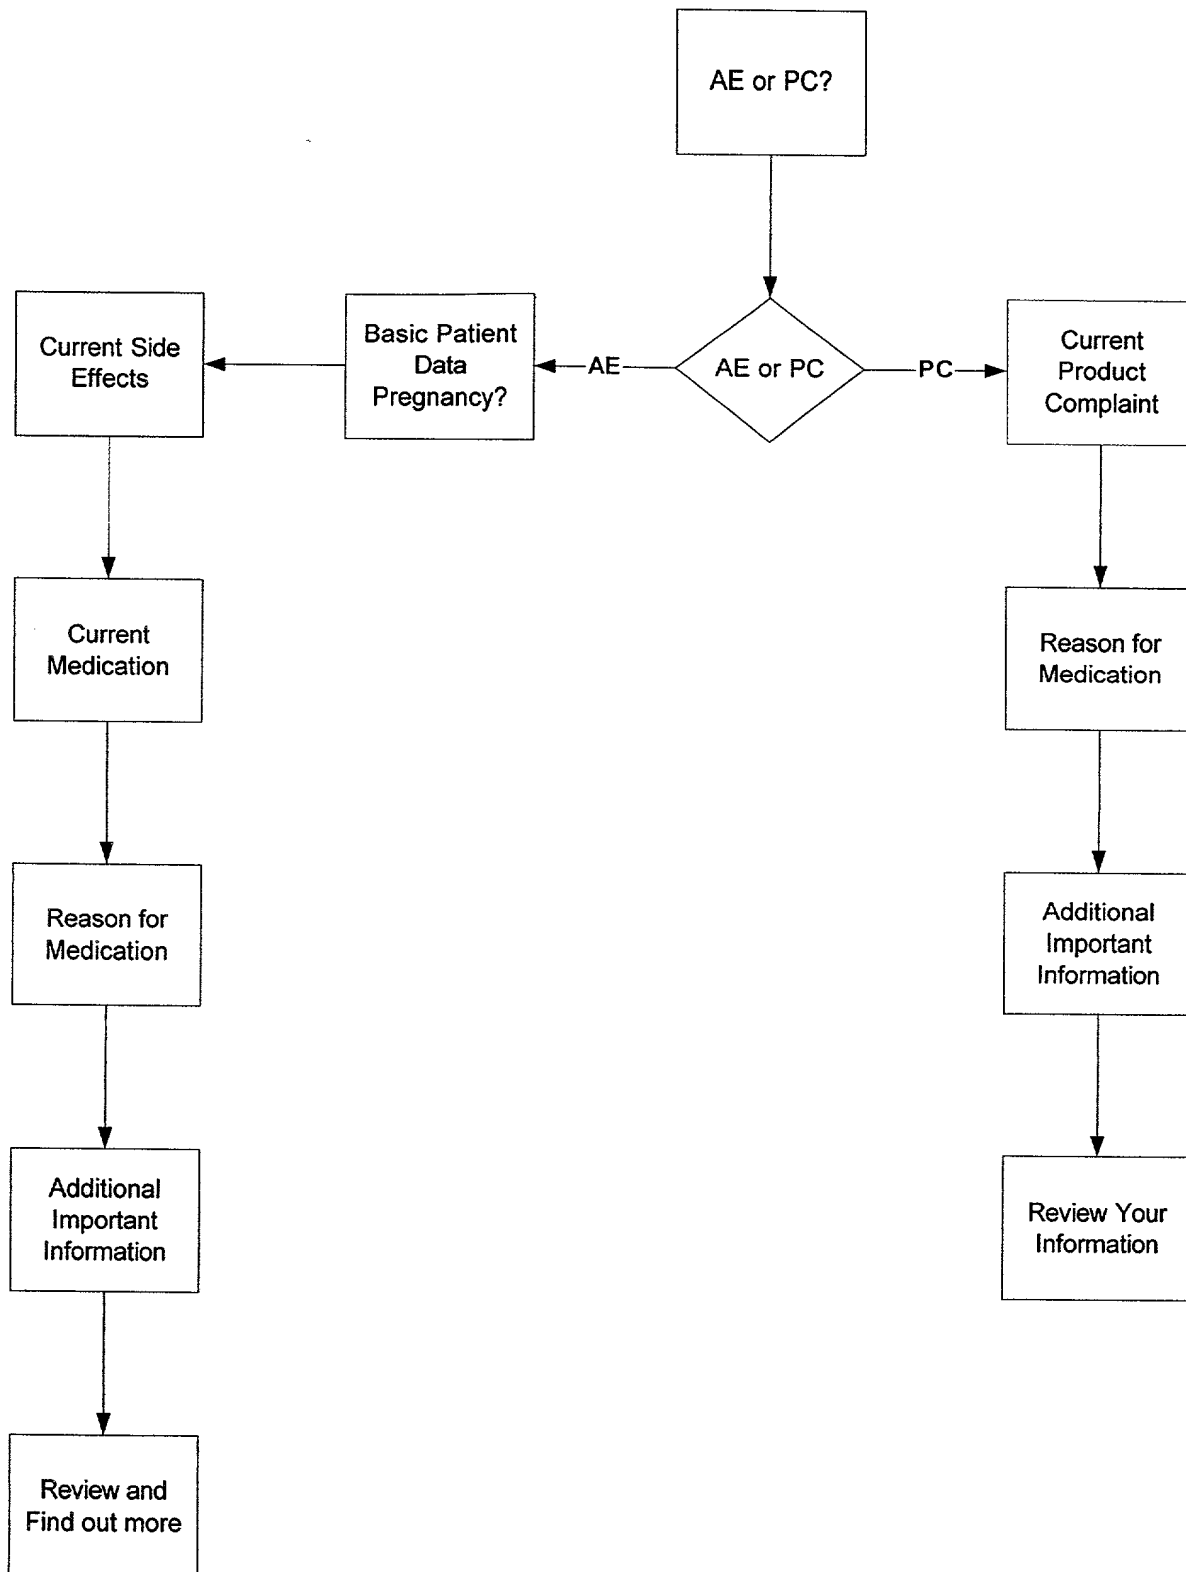 AE or PC?
Current Side
Effects
Basic Patient
Data
Pregnancy?
AE
AE or PC
PC
Current
Product
Complaint
Current
Medication
Reason for
Medication
Reason for
Medication
Additional
Important
Information
Additional
Important
Information
Review Your
Information
Review and
Find out more